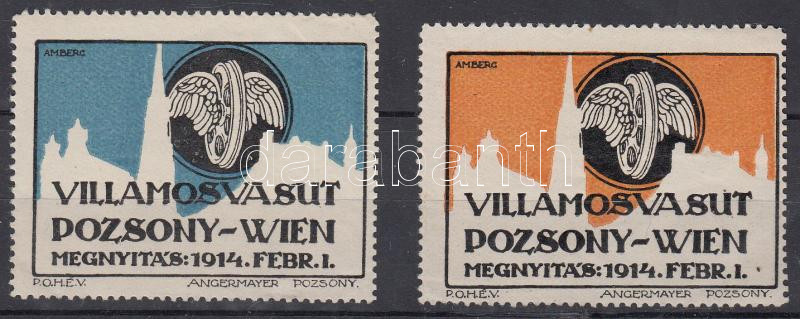 AMBERG
VILLAMOSVASUT
POZSONY-WIEN
MEGNYITÁS: 1914. FEBR. 1.
P.O.H.É.V. ANGERMAYER POZSONY.
AMBERG
VILLAMOSVASUT
POZSONY-WIEN
MEGNYITÁS: 1914. FEBR. 1.
P.O.H.É.V. ANGERMAYER POZSONY.
darabanth